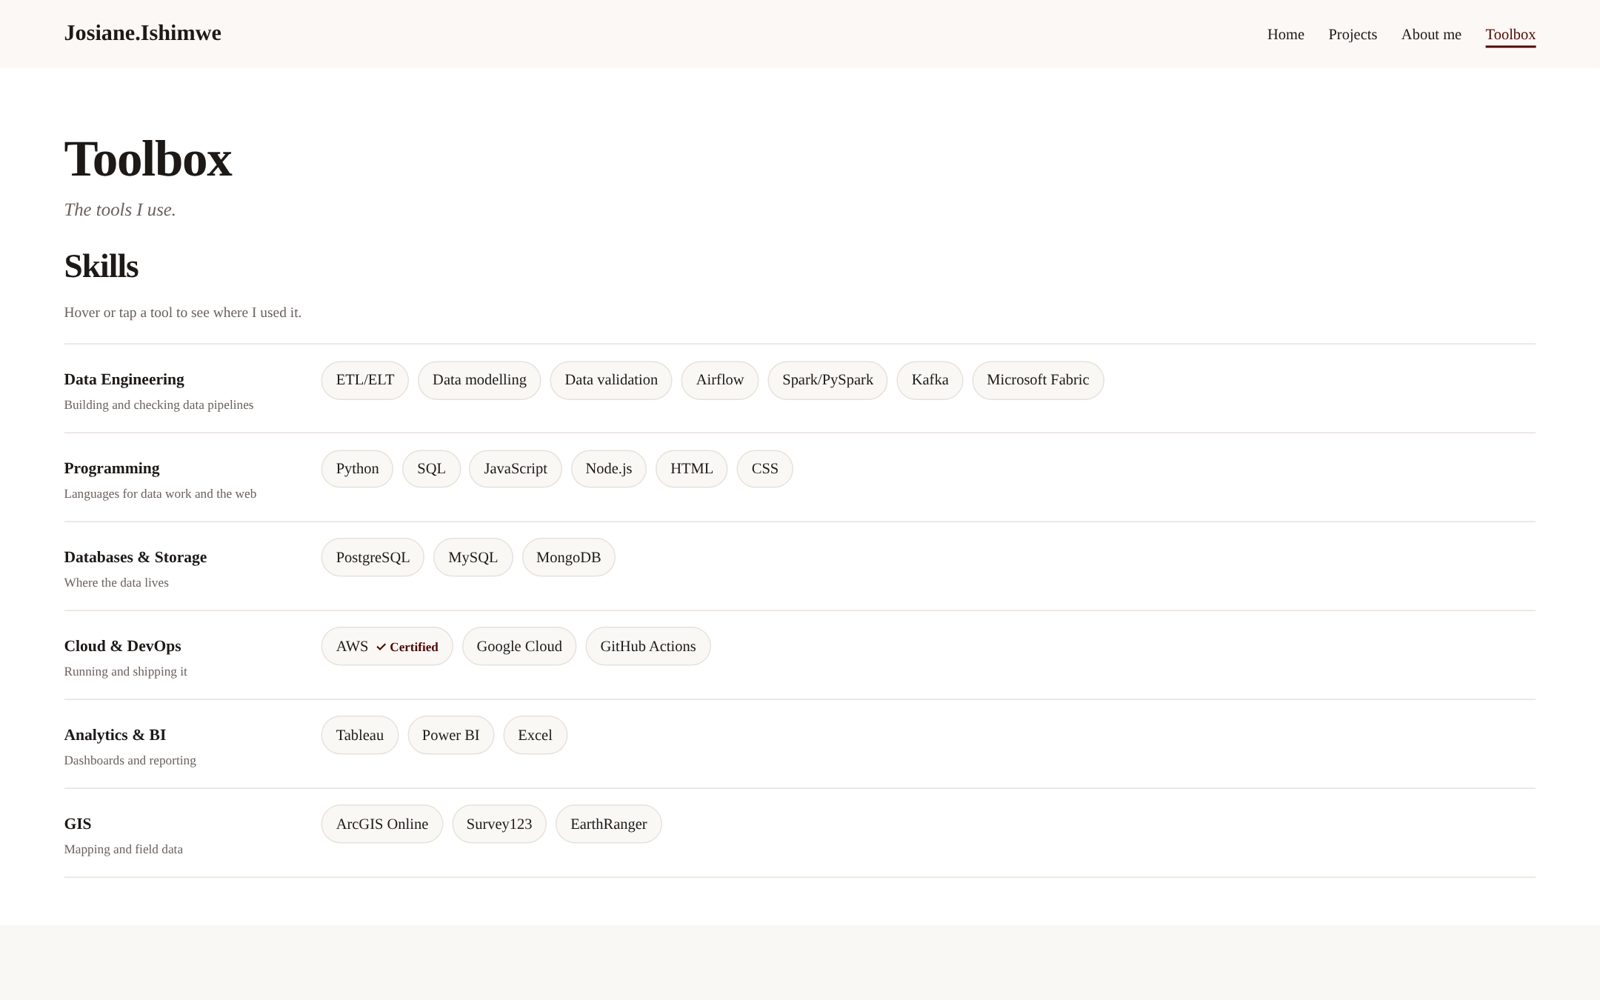 Josiane.Ishimwe
Home Projects About me Toolbox
Toolbox
The tools I use.
Skills
Hover or tap a tool to see where I used it.
Data Engineering
Building and checking data pipelines
ETL/ELT Data modelling Data validation Airflow Spark/PySpark Kafka Microsoft Fabric
Programming
Languages for data work and the web
Python SQL JavaScript Node.js HTML CSS
Databases & Storage
Where the data lives
PostgreSQL MySQL MongoDB
Cloud & DevOps
Running and shipping it
AWS ✓ Certified Google Cloud GitHub Actions
Analytics & BI
Dashboards and reporting
Tableau Power BI Excel
GIS
Mapping and field data
ArcGIS Online Survey123 EarthRanger